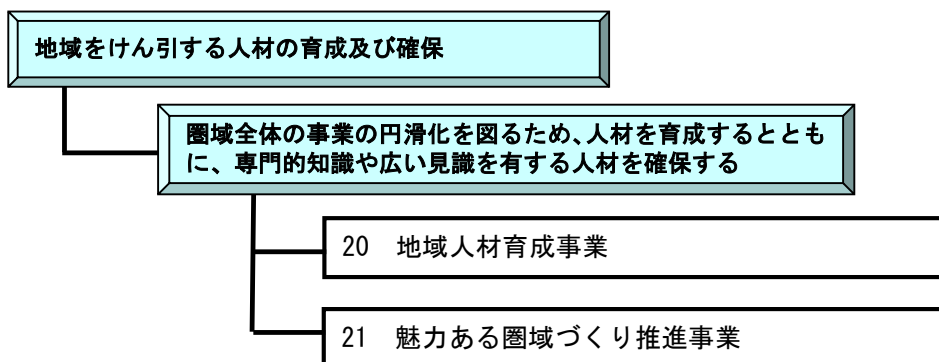 地域をけん引する人材の育成及び確保
圏域全体の事業の円滑化を図るため、人材を育成するととも
に、専門的知識や広い見識を有する人材を確保する
20　地域人材育成事業
21　魅力ある圏域づくり推進事業